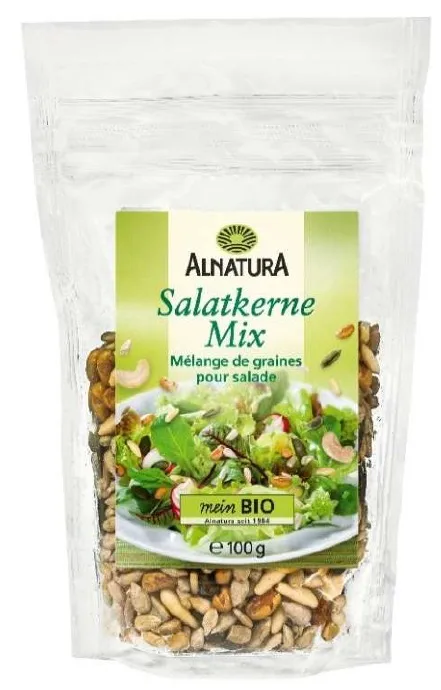 ALNATURA
Salatkerne
Mix
Mélange de graines
pour salade
mein BIO
Alnatura seit 1984
℮ 100 g